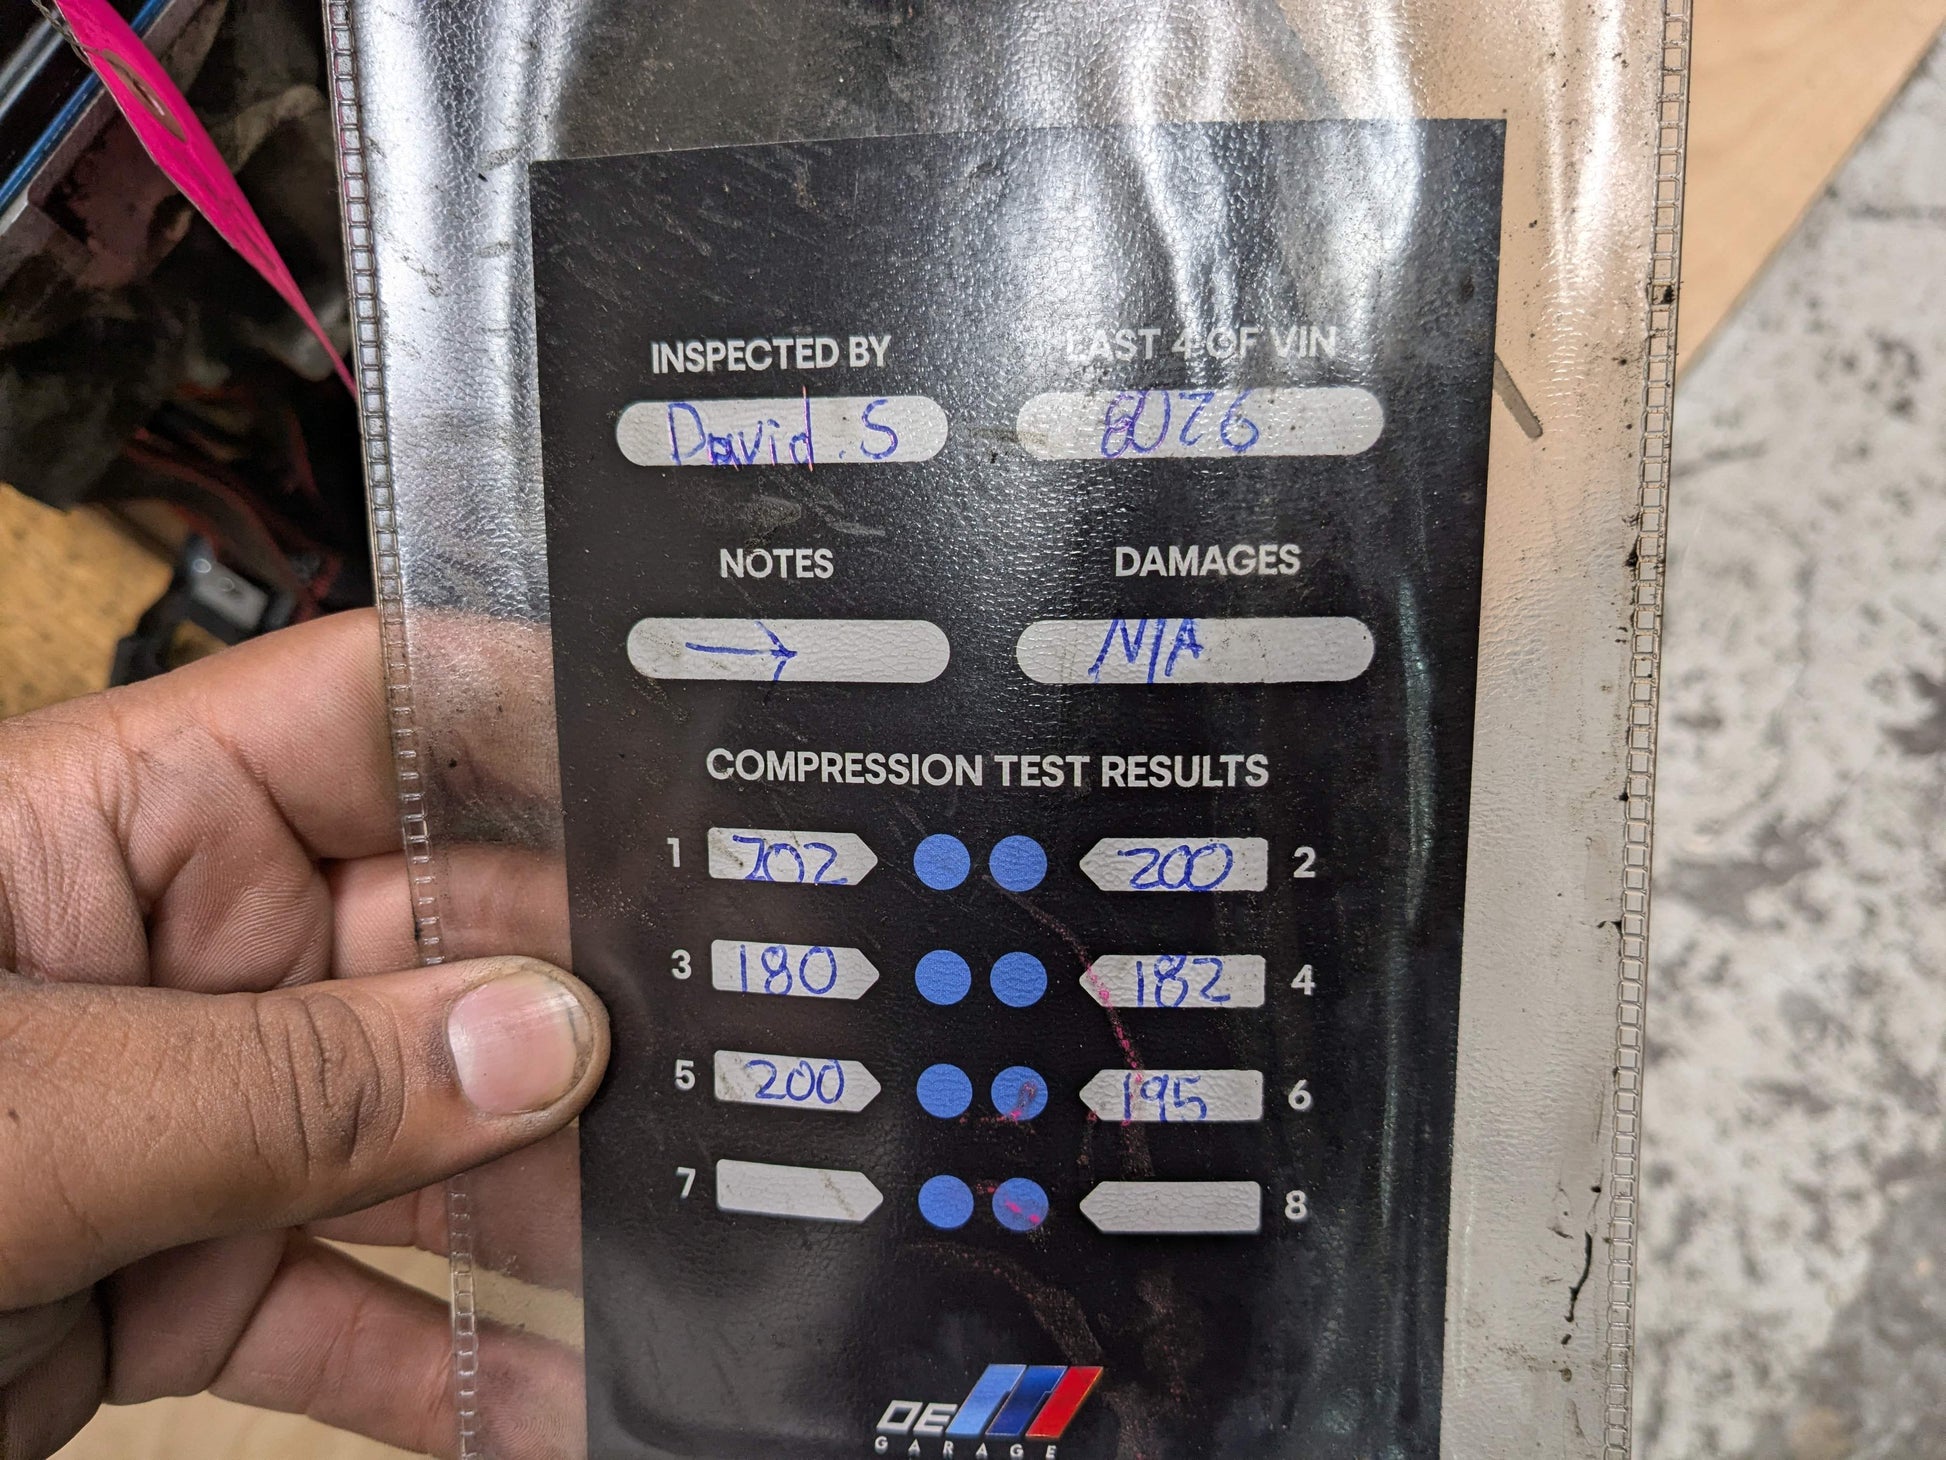 INSPECTED BY
David.S
LAST 4 OF VIN
8026
NOTES
→
DAMAGES
N/A
COMPRESSION TEST RESULTS
1 202 200 2
3 180 182 4
5 200 195 6
7 8
OE
GARAGE